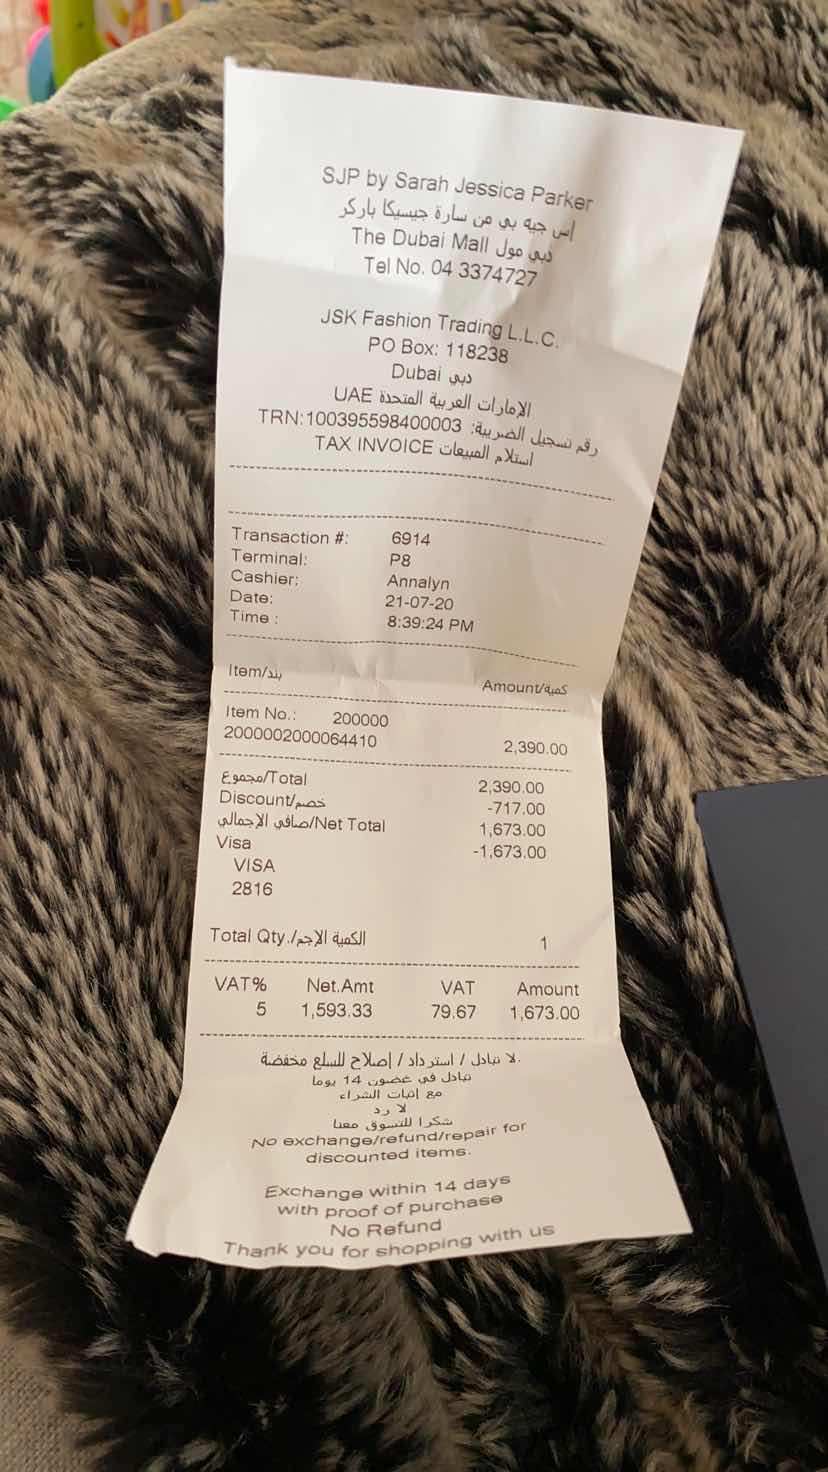 SJP by Sarah Jessica Parker
إس جيه بي من سارة جيسيكا باركر
The Dubai Mall دبي مول
Tel No. 04 3374727
JSK Fashion Trading L.L.C.
PO Box: 118238
Dubai دبي
UAE الإمارات العربية المتحدة
TRN:100395598400003 :رقم تسجيل الضريبة
TAX INVOICE استلام المبيعات
Transaction #: 6914
Terminal: P8
Cashier: Annalyn
Date: 21-07-20
Time : 8:39:24 PM
Item/بند Amount/كمية
Item No.: 200000
2000002000064410 2,390.00
مجموع/Total 2,390.00
Discount/خصم -717.00
صافي الإجمالي/Net Total 1,673.00
Visa -1,673.00
VISA
2816
Total Qty./الكمية الإجم 1
VAT% Net.Amt VAT Amount
5 1,593.33 79.67 1,673.00
لا تبادل / استرداد / إصلاح للسلع مخفضة.
تبادل في غضون 14 يوما
مع إثبات الشراء
لا رد
شكرا للتسوق معنا
No exchange/refund/repair for
discounted items.
Exchange within 14 days
with proof of purchase
No Refund
Thank you for shopping with us